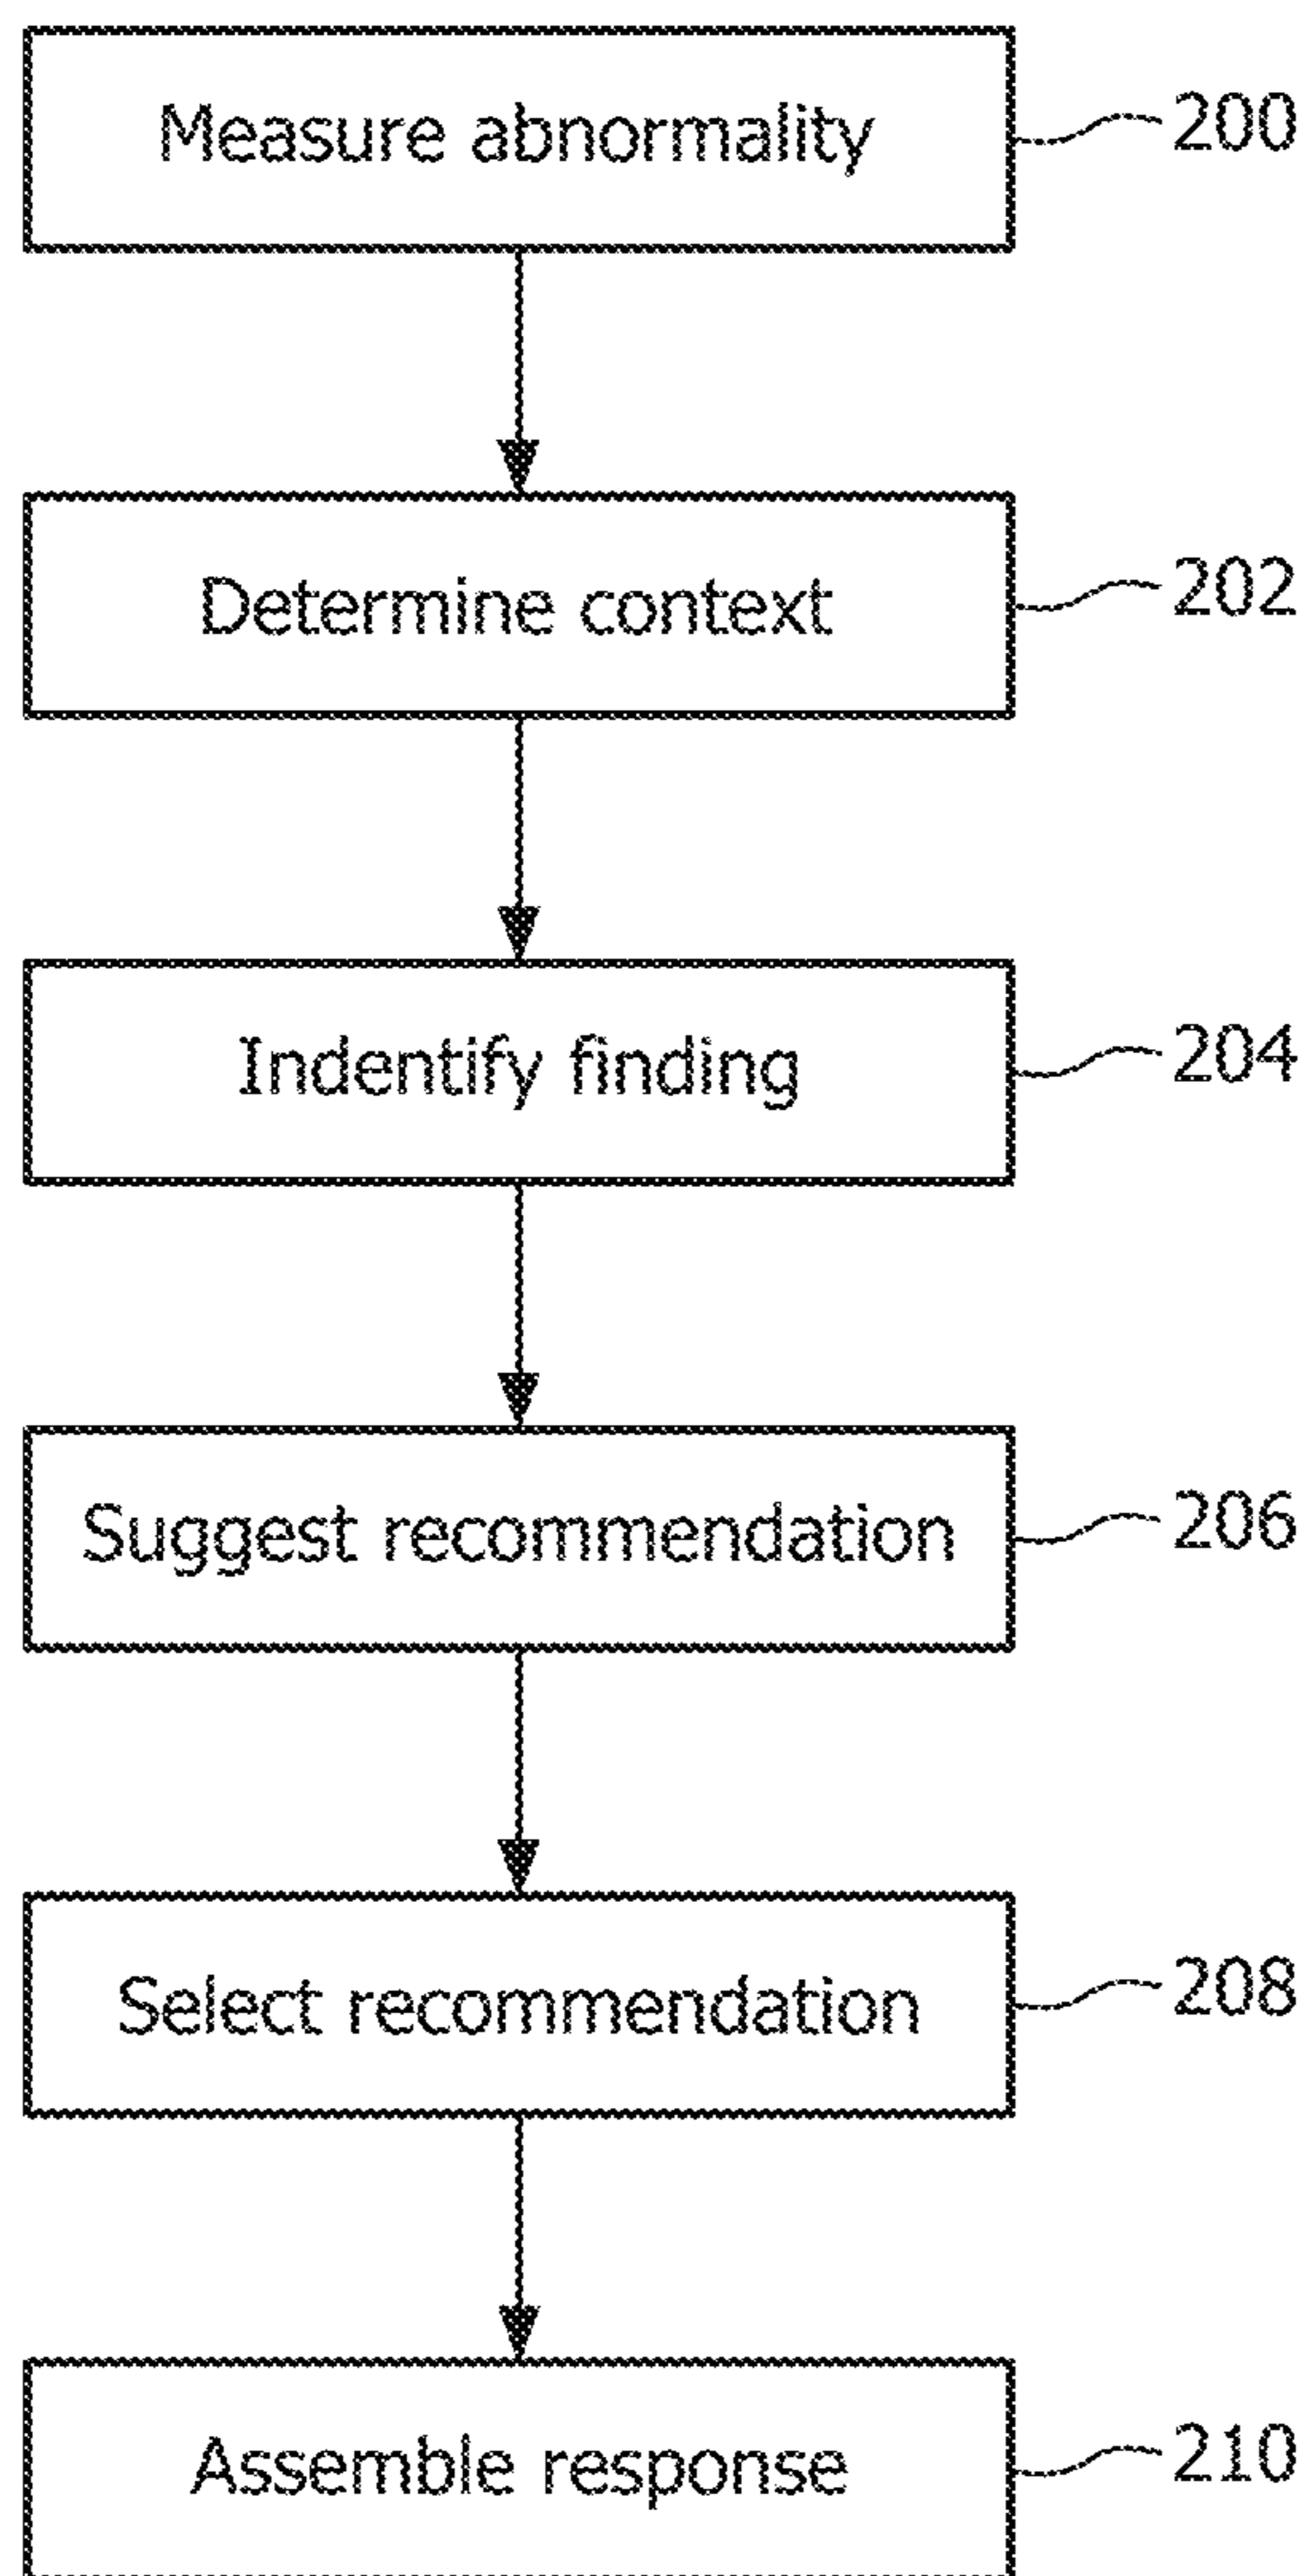 Measure abnormality 200
Determine context 202
Indentify finding 204
Suggest recommendation 206
Select recommendation 208
Assemble response 210